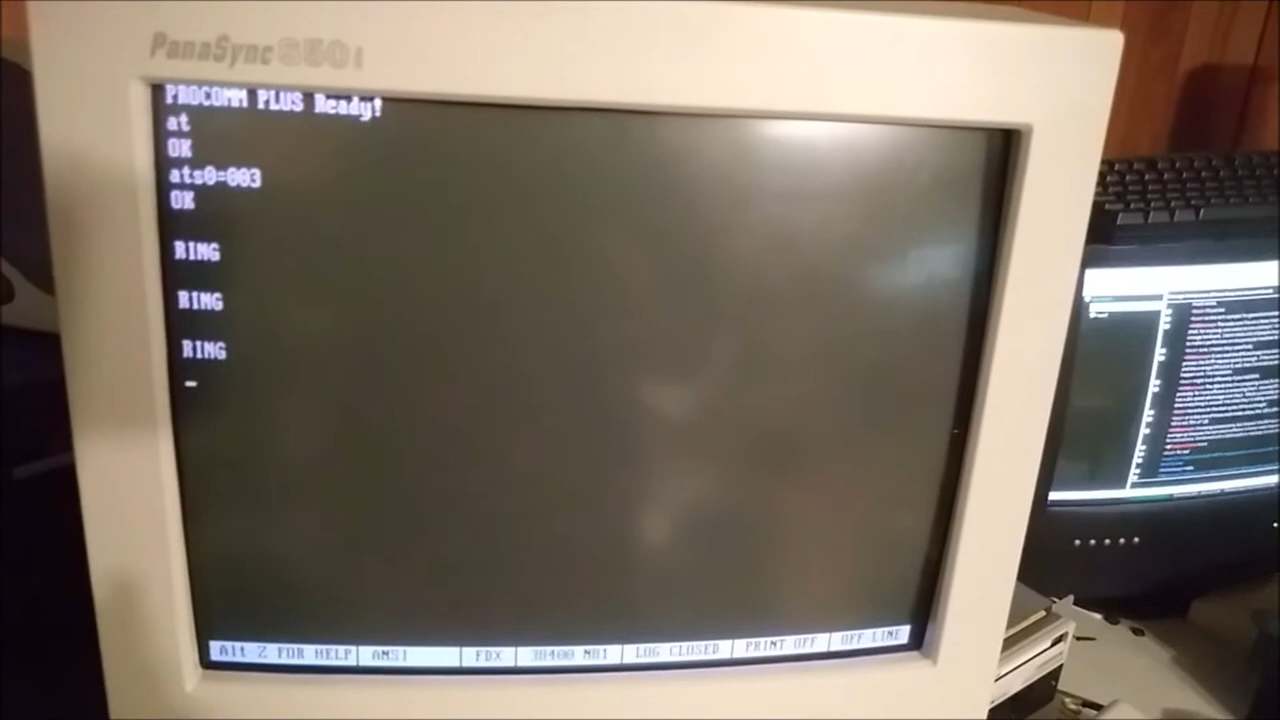 PanaSync S50i
PROCOMM PLUS Ready!
at
OK
ats0=003
OK
RING
RING
RING
Alt-Z FOR HELP ANSI FDX 38400 N81 LOG CLOSED PRINT OFF OFF-LINE